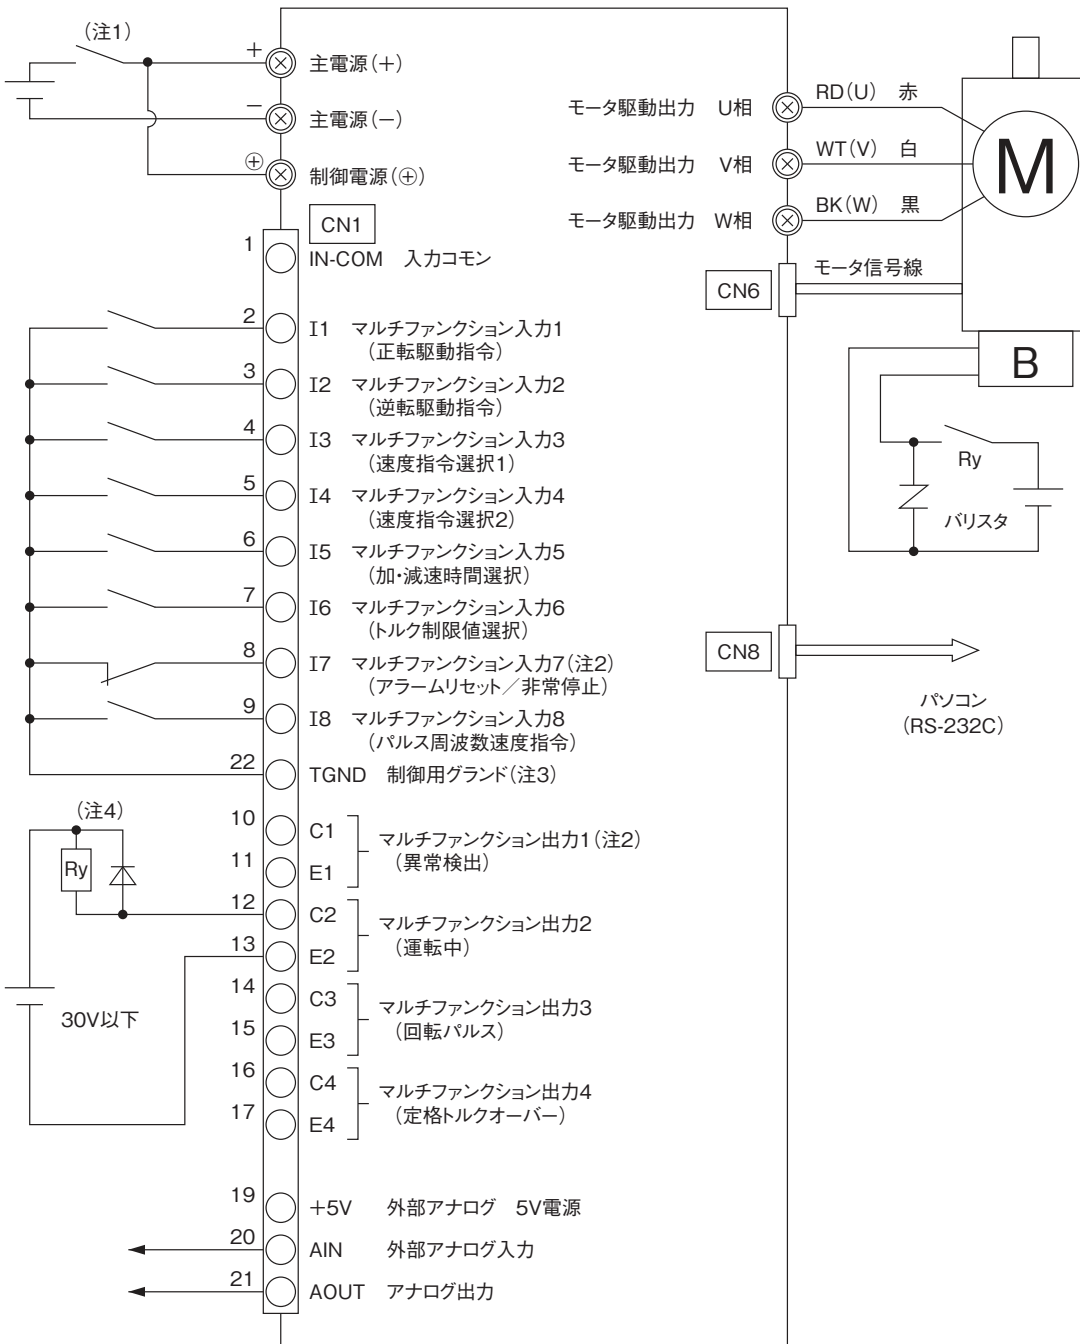 (注1)
+ 主電源(+)
− 主電源(−)
⊕ 制御電源(⊕)
CN1
1 IN-COM 入力コモン
2 I1 マルチファンクション入力1
(正転駆動指令)
3 I2 マルチファンクション入力2
(逆転駆動指令)
4 I3 マルチファンクション入力3
(速度指令選択1)
5 I4 マルチファンクション入力4
(速度指令選択2)
6 I5 マルチファンクション入力5
(加・減速時間選択)
7 I6 マルチファンクション入力6
(トルク制限値選択)
8 I7 マルチファンクション入力7(注2)
(アラームリセット／非常停止)
9 I8 マルチファンクション入力8
(パルス周波数速度指令)
22 TGND 制御用グランド(注3)
(注4)
Ry
30V以下
10 C1
11 E1
マルチファンクション出力1(注2)
(異常検出)
12 C2
13 E2
マルチファンクション出力2
(運転中)
14 C3
15 E3
マルチファンクション出力3
(回転パルス)
16 C4
17 E4
マルチファンクション出力4
(定格トルクオーバー)
19 +5V 外部アナログ 5V電源
20 AIN 外部アナログ入力
21 AOUT アナログ出力
モータ駆動出力 U相 RD(U) 赤
モータ駆動出力 V相 WT(V) 白
モータ駆動出力 W相 BK(W) 黒
M
CN6 モータ信号線
B
Ry
バリスタ
CN8
パソコン
(RS-232C)